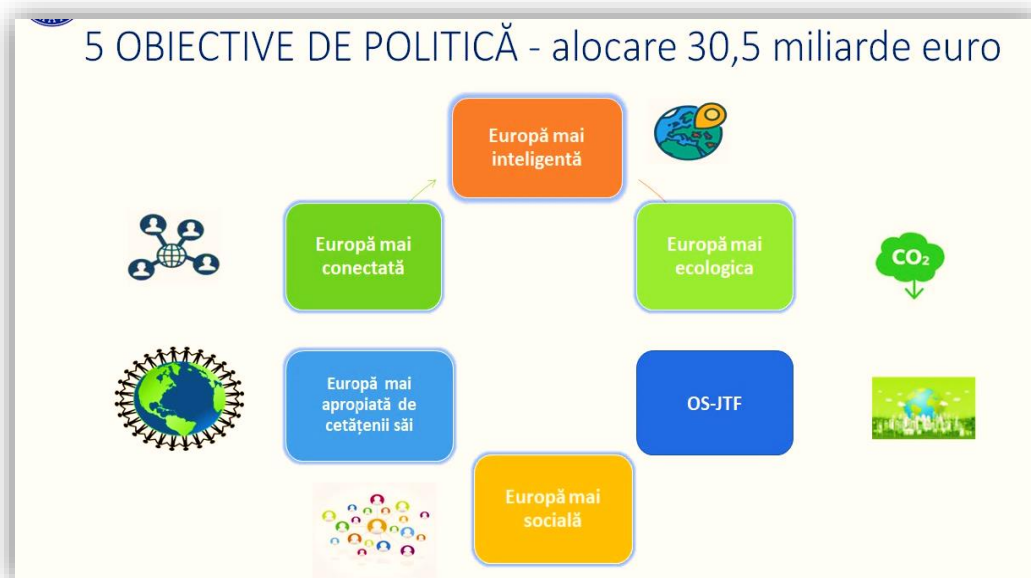 5 OBIECTIVE DE POLITICĂ - alocare 30,5 miliarde euro
Europă mai
inteligentă
Europă mai
conectată
Europă mai
ecologica
CO₂
Europă mai
apropiată de
cetățenii săi
OS-JTF
Europă mai
socială